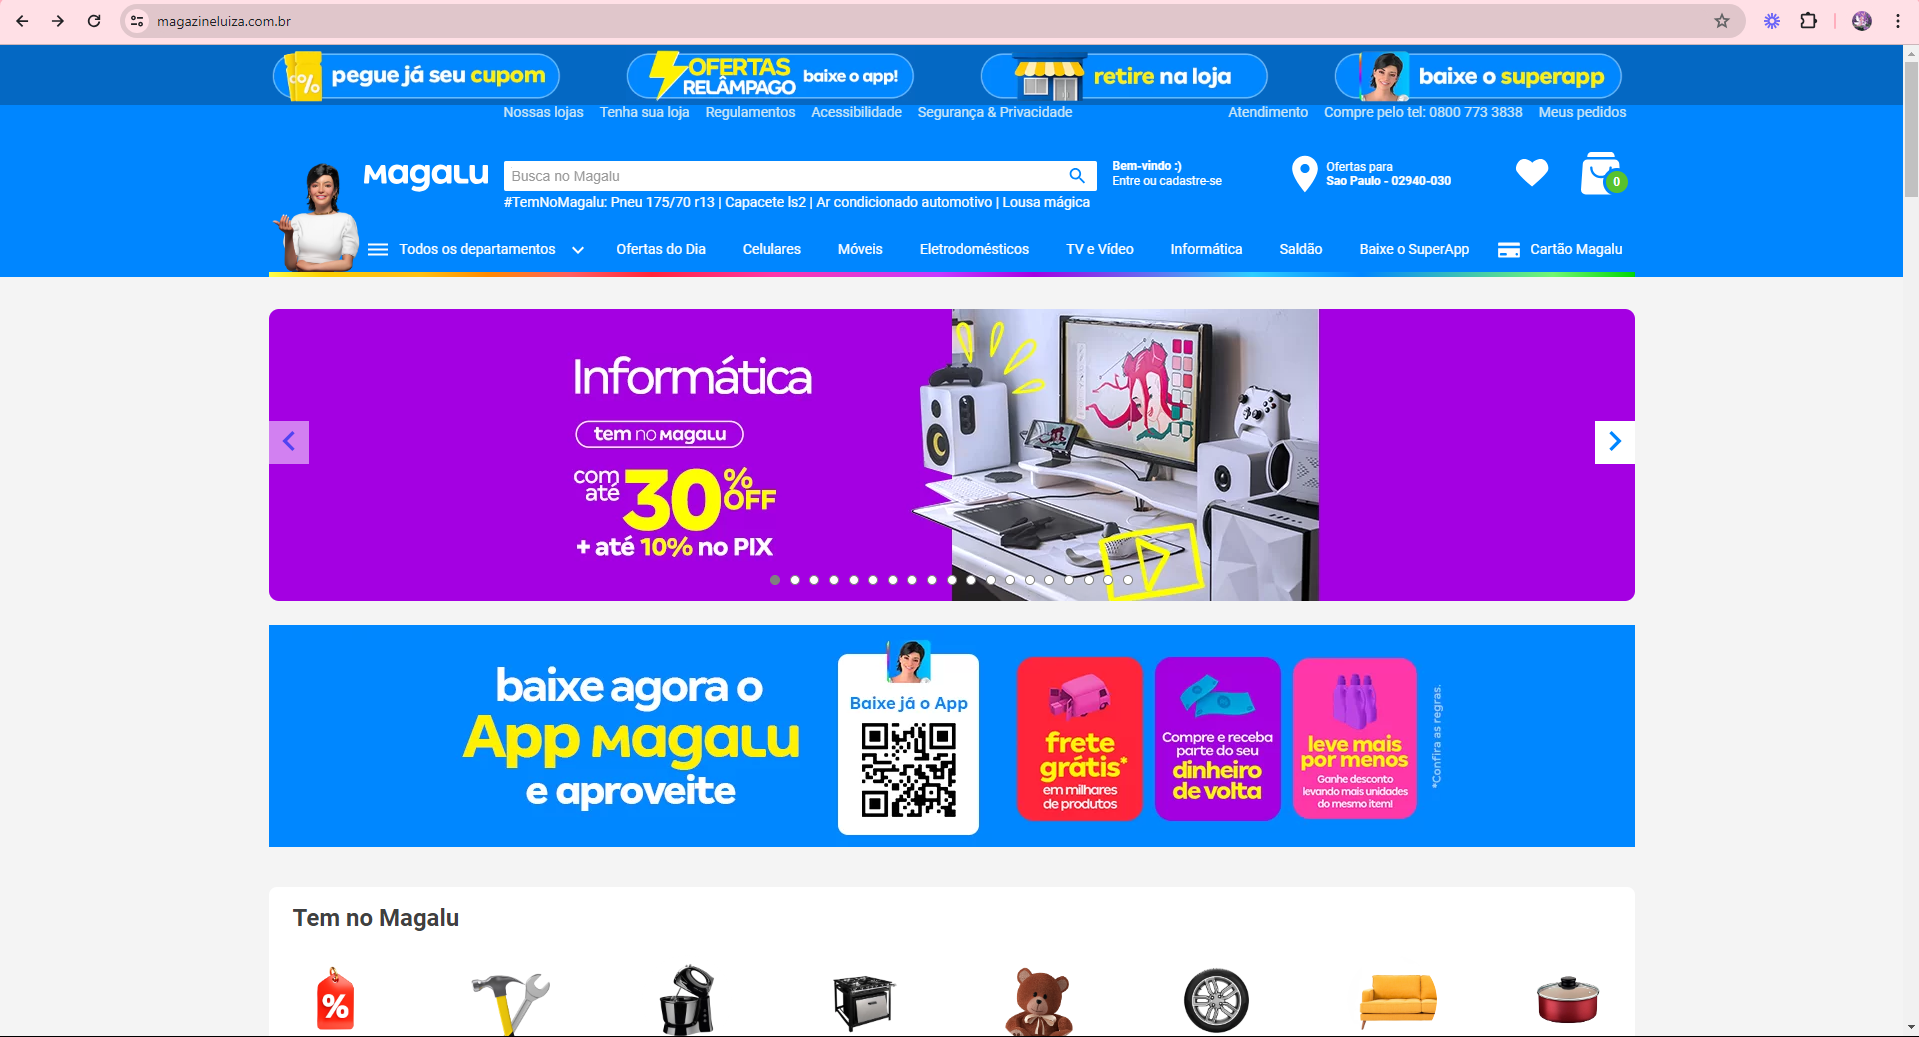 magazineluiza.com.br
% pegue já seu cupom
OFERTAS RELÂMPAGO baixe o app!
retire na loja
baixe o superapp
Nossas lojas Tenha sua loja Regulamentos Acessibilidade Segurança & Privacidade Atendimento Compre pelo tel: 0800 773 3838 Meus pedidos
Magalu
Busca no Magalu
Bem-vindo :)
Entre ou cadastre-se
Ofertas para
Sao Paulo - 02940-030
0
#TemNoMagalu: Pneu 175/70 r13 | Capacete ls2 | Ar condicionado automotivo | Lousa mágica
Todos os departamentos Ofertas do Dia Celulares Móveis Eletrodomésticos TV e Vídeo Informática Saldão Baixe o SuperApp Cartão Magalu
Informática
tem no Magalu
com até 30% OFF
+ até 10% no PIX
baixe agora o
App Magalu
e aproveite
Baixe já o App
frete
grátis*
em milhares
de produtos
Compre e receba
parte do seu
dinheiro
de volta
leve mais
por menos
Ganhe desconto
levando mais unidades
do mesmo item!
*Confira as regras.
Tem no Magalu
%